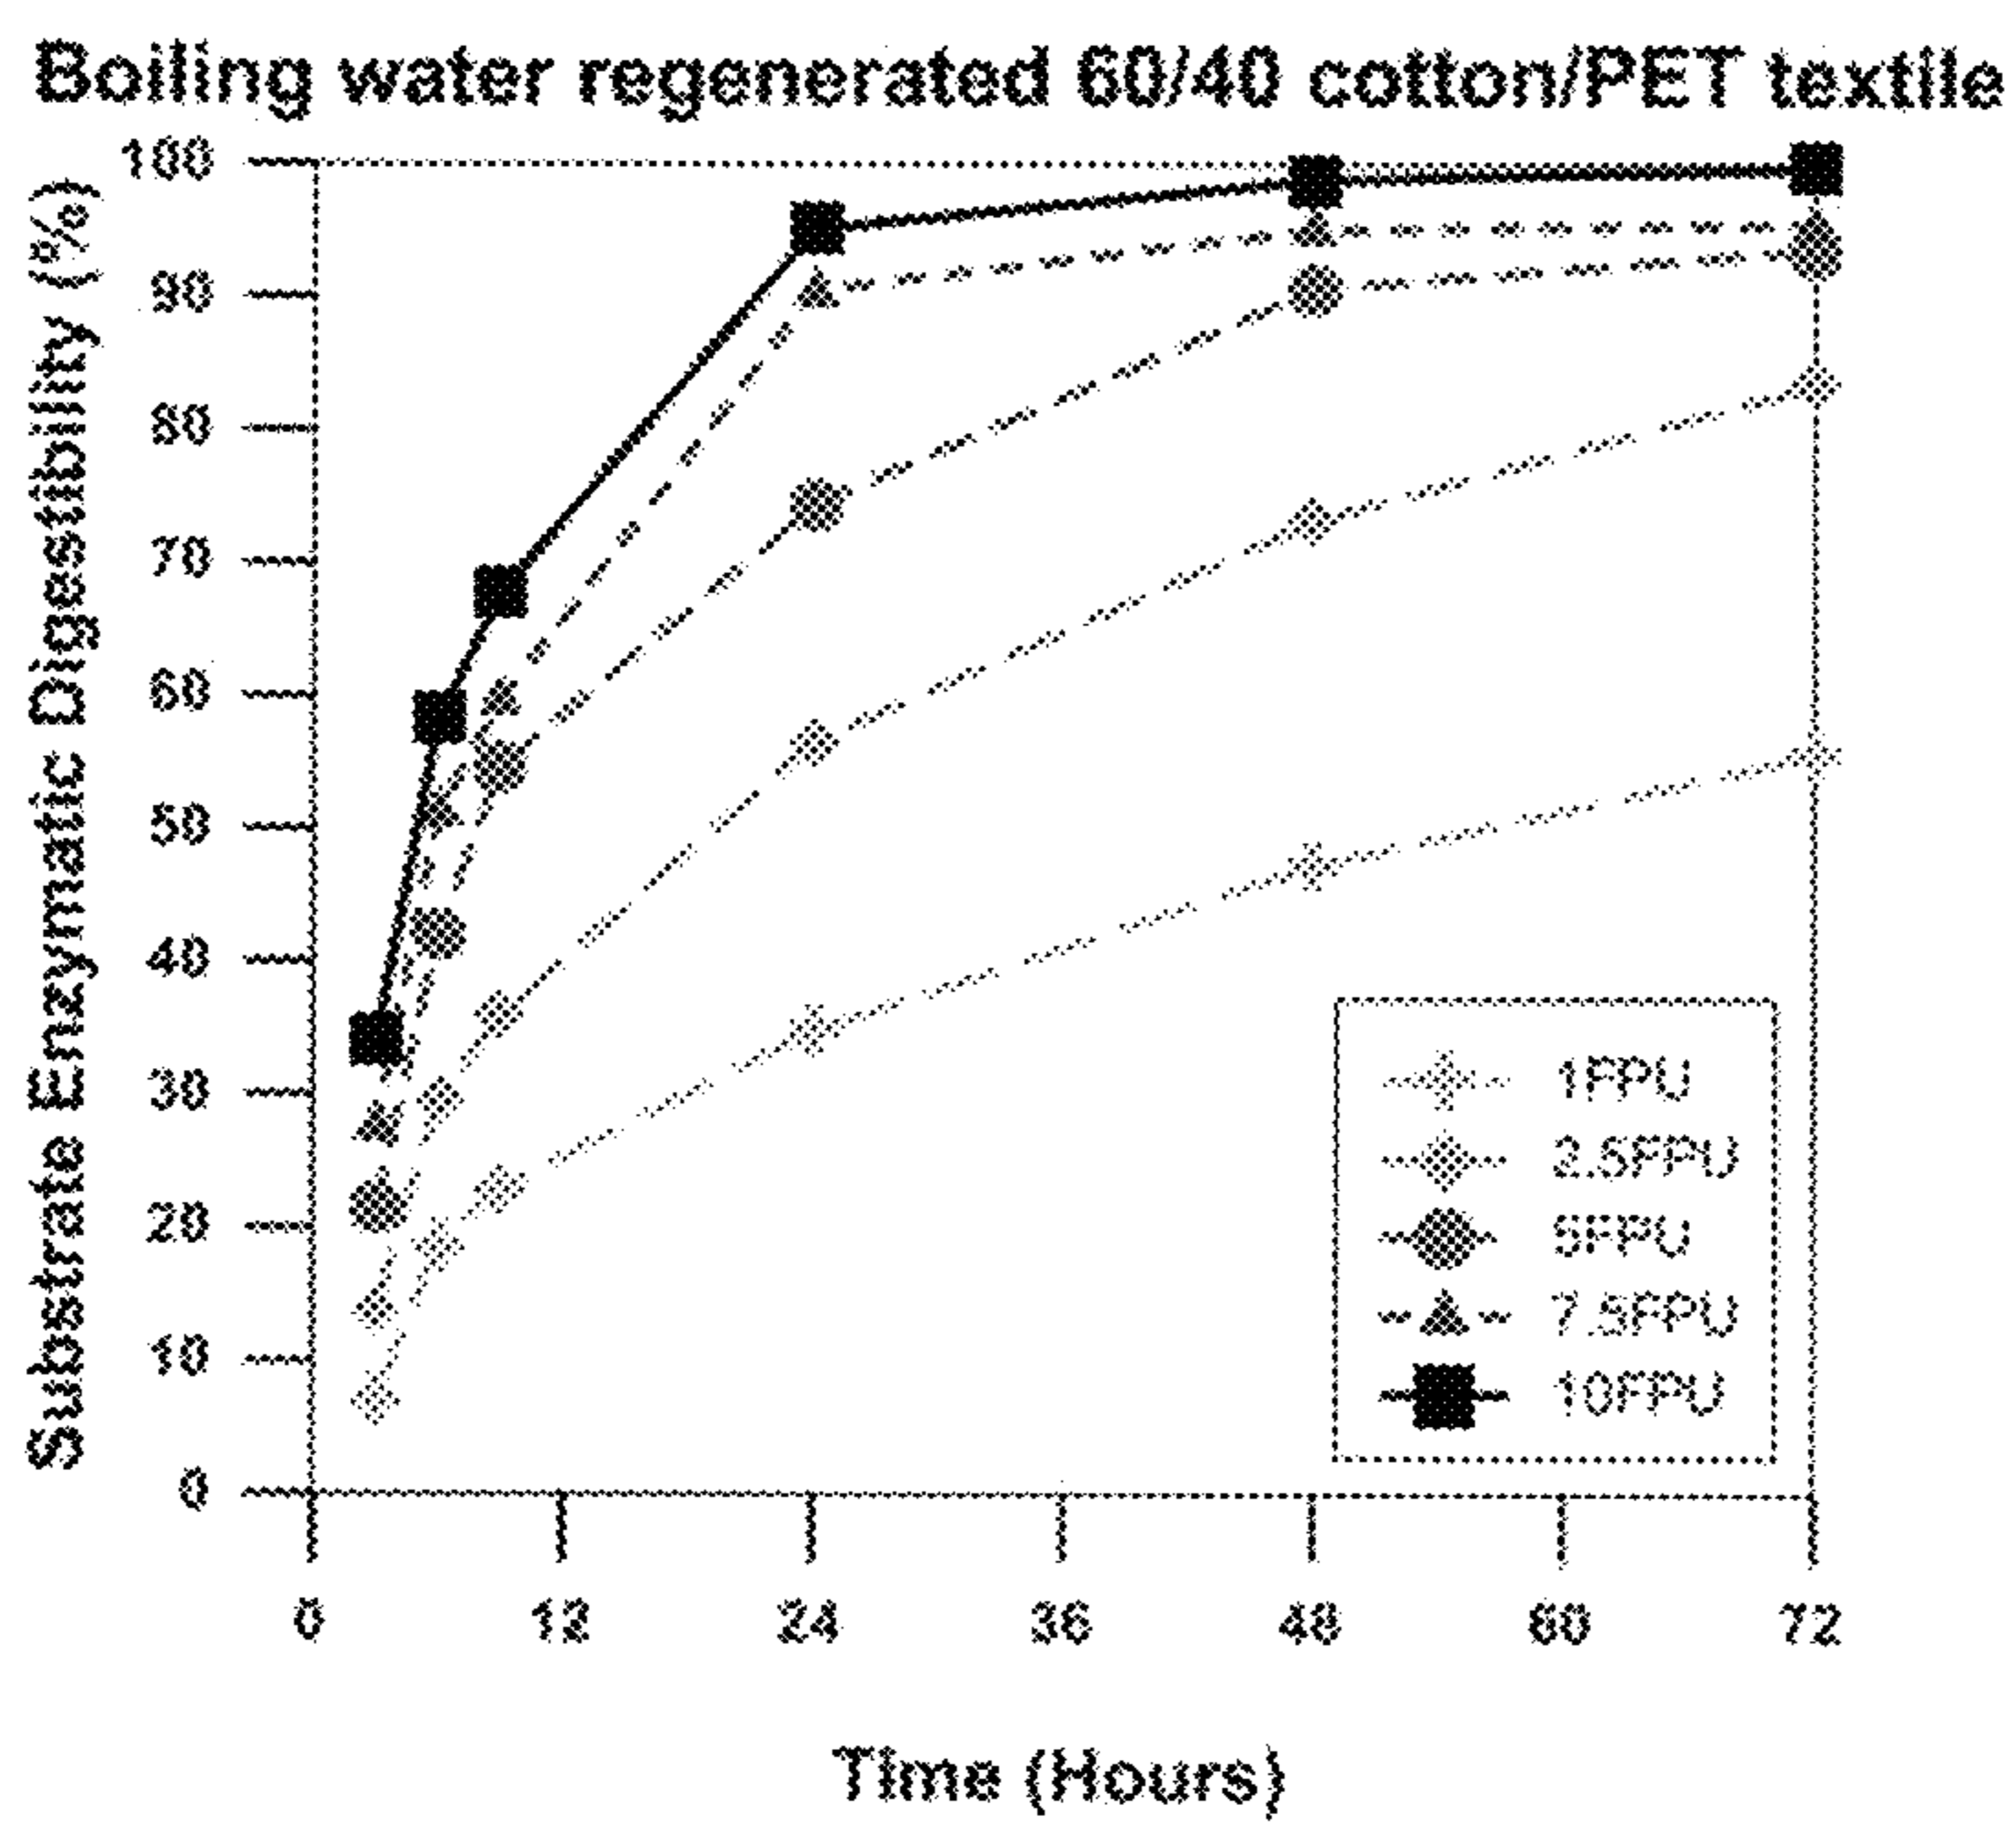 Boiling water regenerated 60/40 cotton/PET textile
Substrate Enzymatic Digestibility (%)
100
90
80
70
60
50
40
30
20
10
0
1FPU
2.5FPU
5FPU
7.5FPU
10FPU
0 12 24 36 48 60 72
Time (Hours)